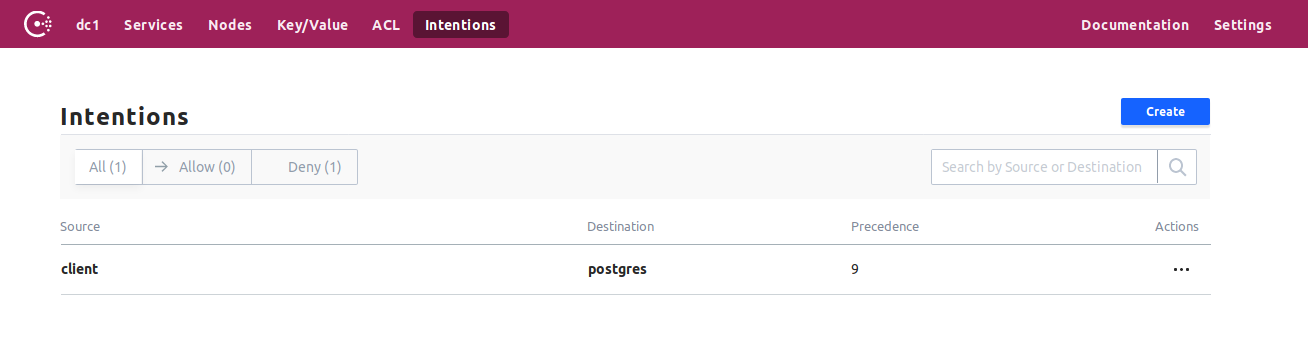 dc1 Services Nodes Key/Value ACL Intentions Documentation Settings
Intentions Create
All (1) → Allow (0) Deny (1) Search by Source or Destination
Source Destination Precedence Actions
client postgres 9 ...